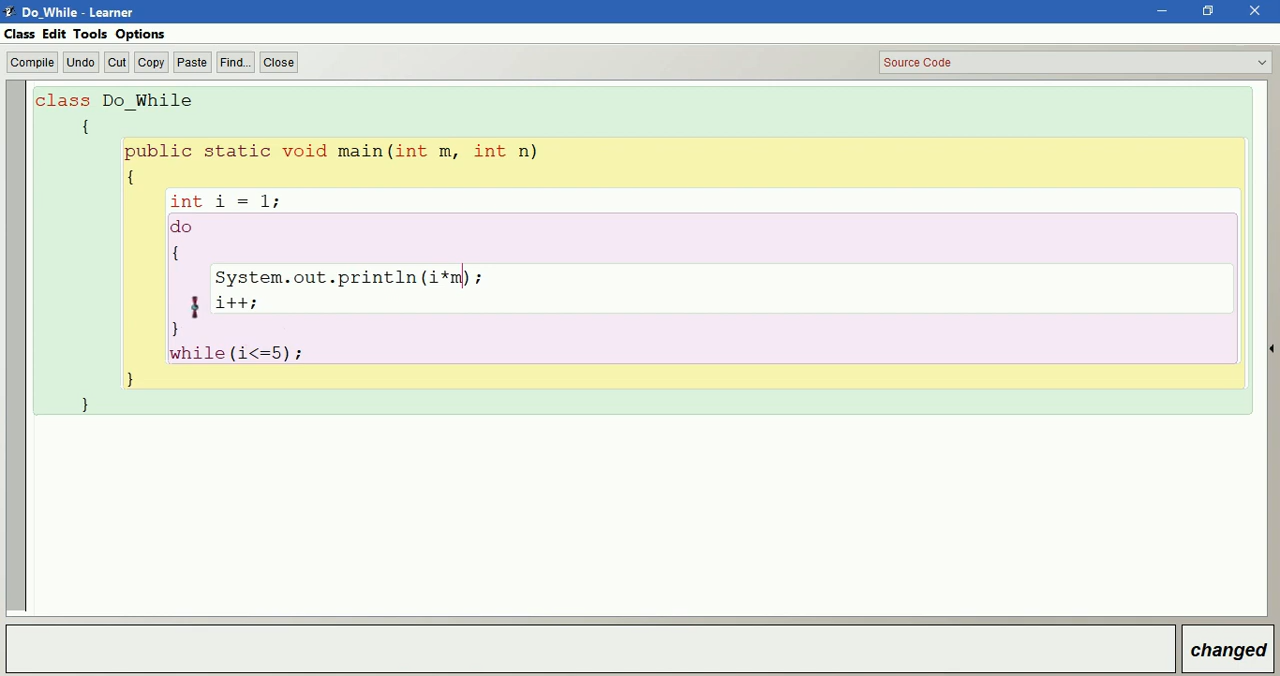 Do_While - Learner
Class Edit Tools Options
Compile Undo Cut Copy Paste Find... Close Source Code
class Do_While
{
public static void main(int m, int n)
{
int i = 1;
do
{
System.out.println(i*m);
i++;
}
while(i<=5);
}
}
changed